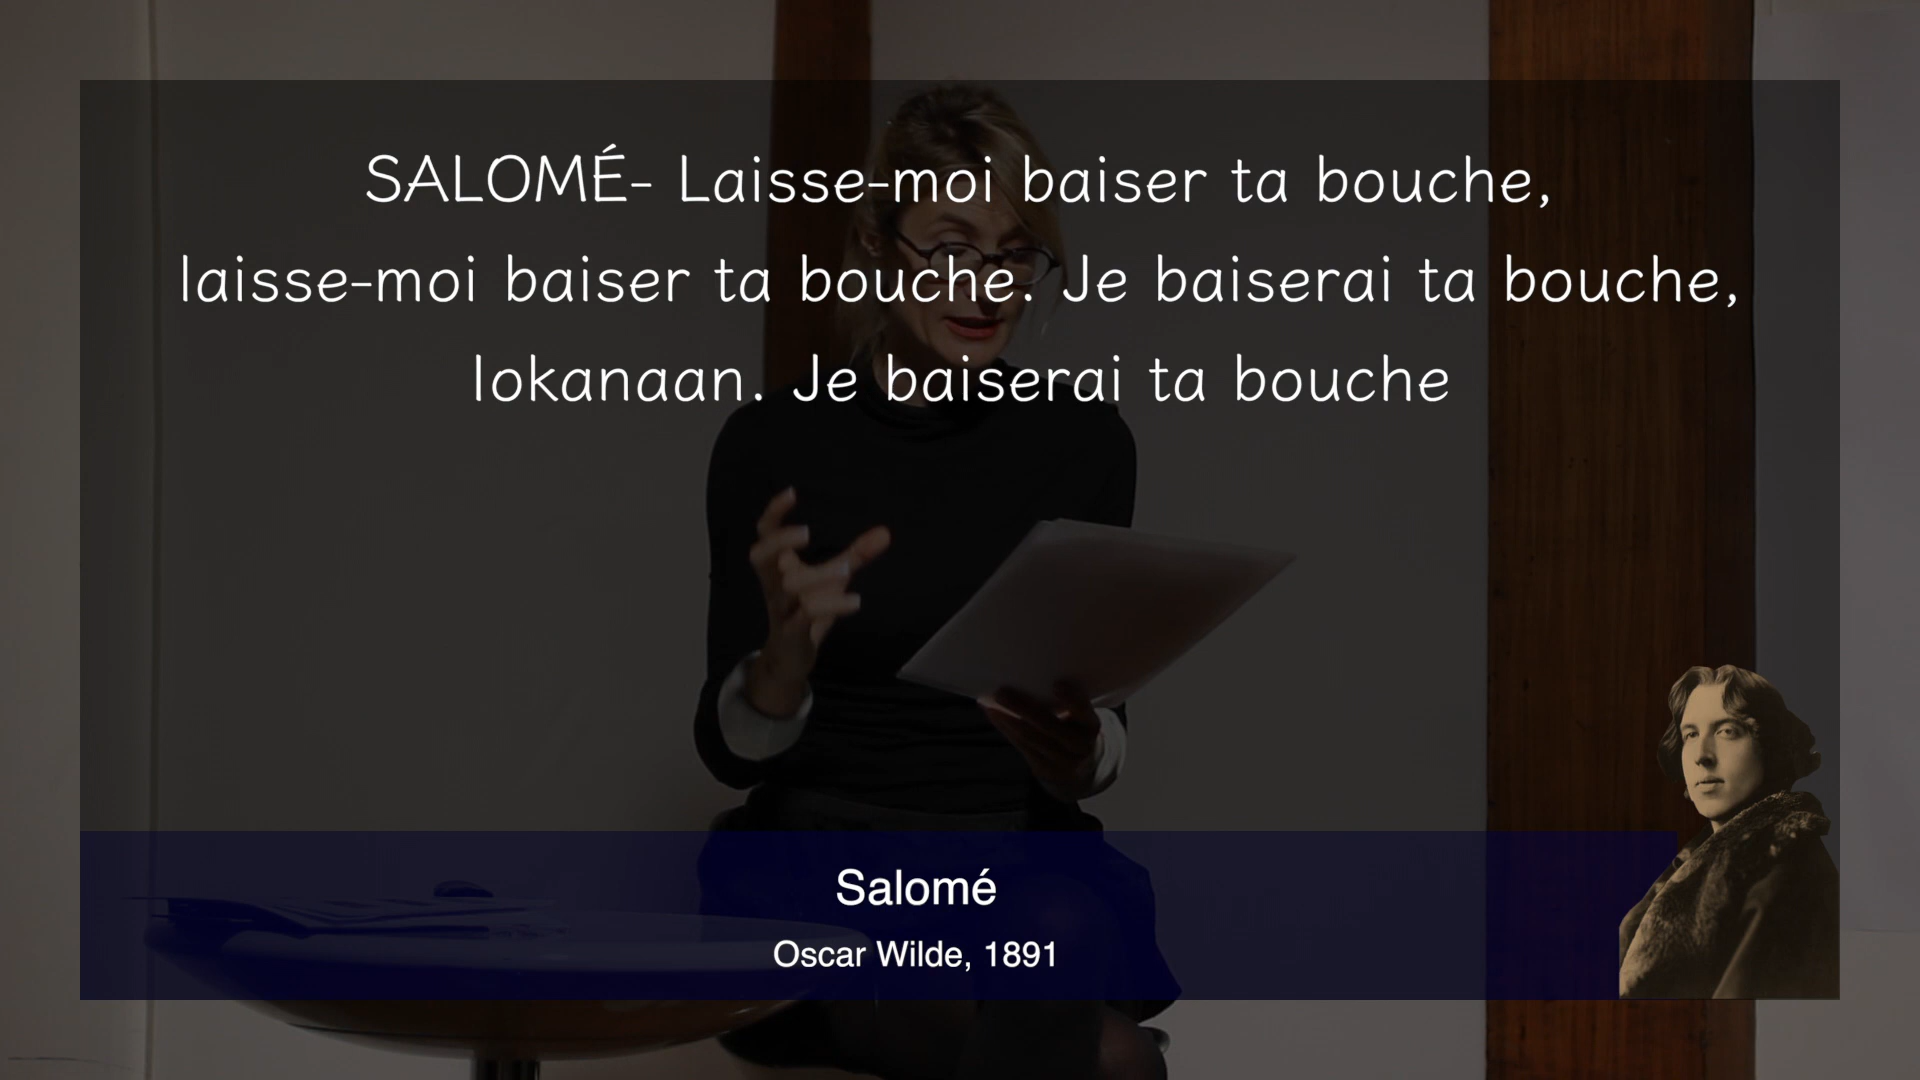 SALOMÉ- Laisse-moi baiser ta bouche,
laisse-moi baiser ta bouche. Je baiserai ta bouche,
Iokanaan. Je baiserai ta bouche
Salomé
Oscar Wilde, 1891